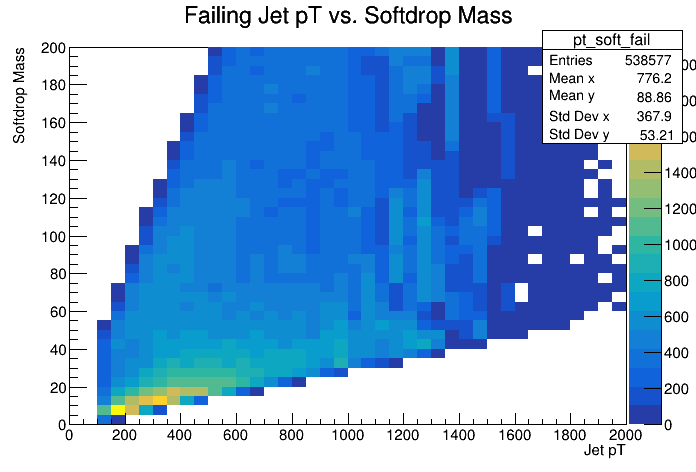 Failing Jet pT vs. Softdrop Mass
Softdrop Mass
200
180
160
140
120
100
80
60
40
20
0
0 200 400 600 800 1000 1200 1400 1600 1800 2000
Jet pT
pt_soft_fail
Entries 538577
Mean x 776.2
Mean y 88.86
Std Dev x 367.9
Std Dev y 53.21
1400
1200
1000
800
600
400
200
0